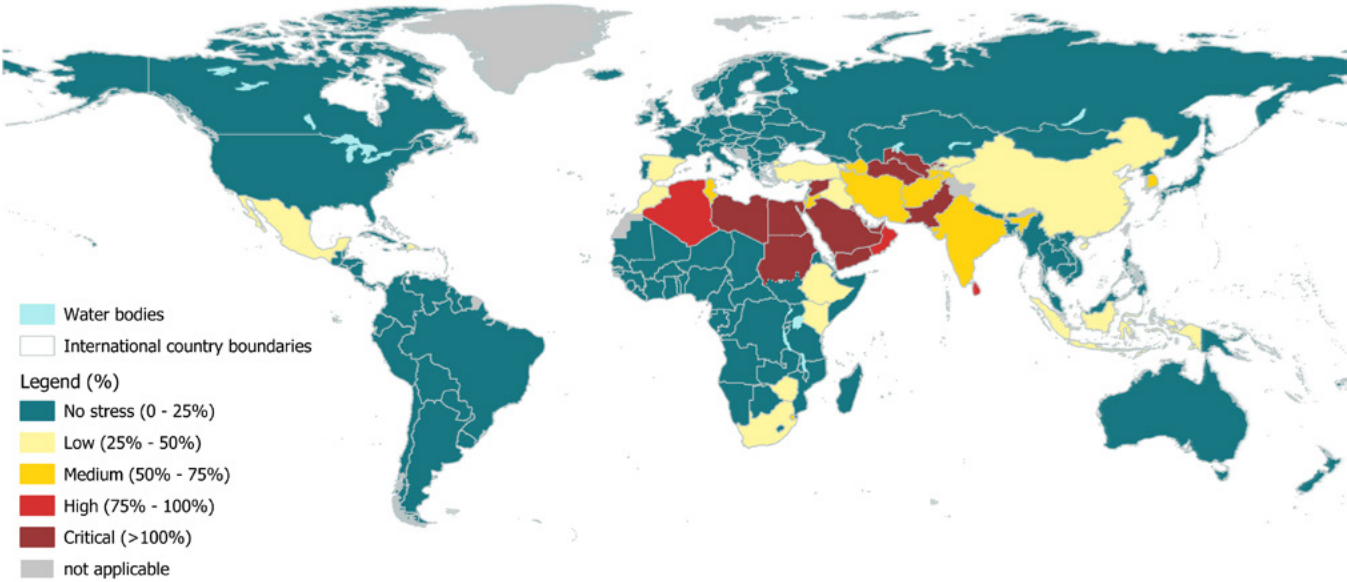 Water bodies
International country boundaries
Legend (%)
No stress (0 - 25%)
Low (25% - 50%)
Medium (50% - 75%)
High (75% - 100%)
Critical (>100%)
not applicable